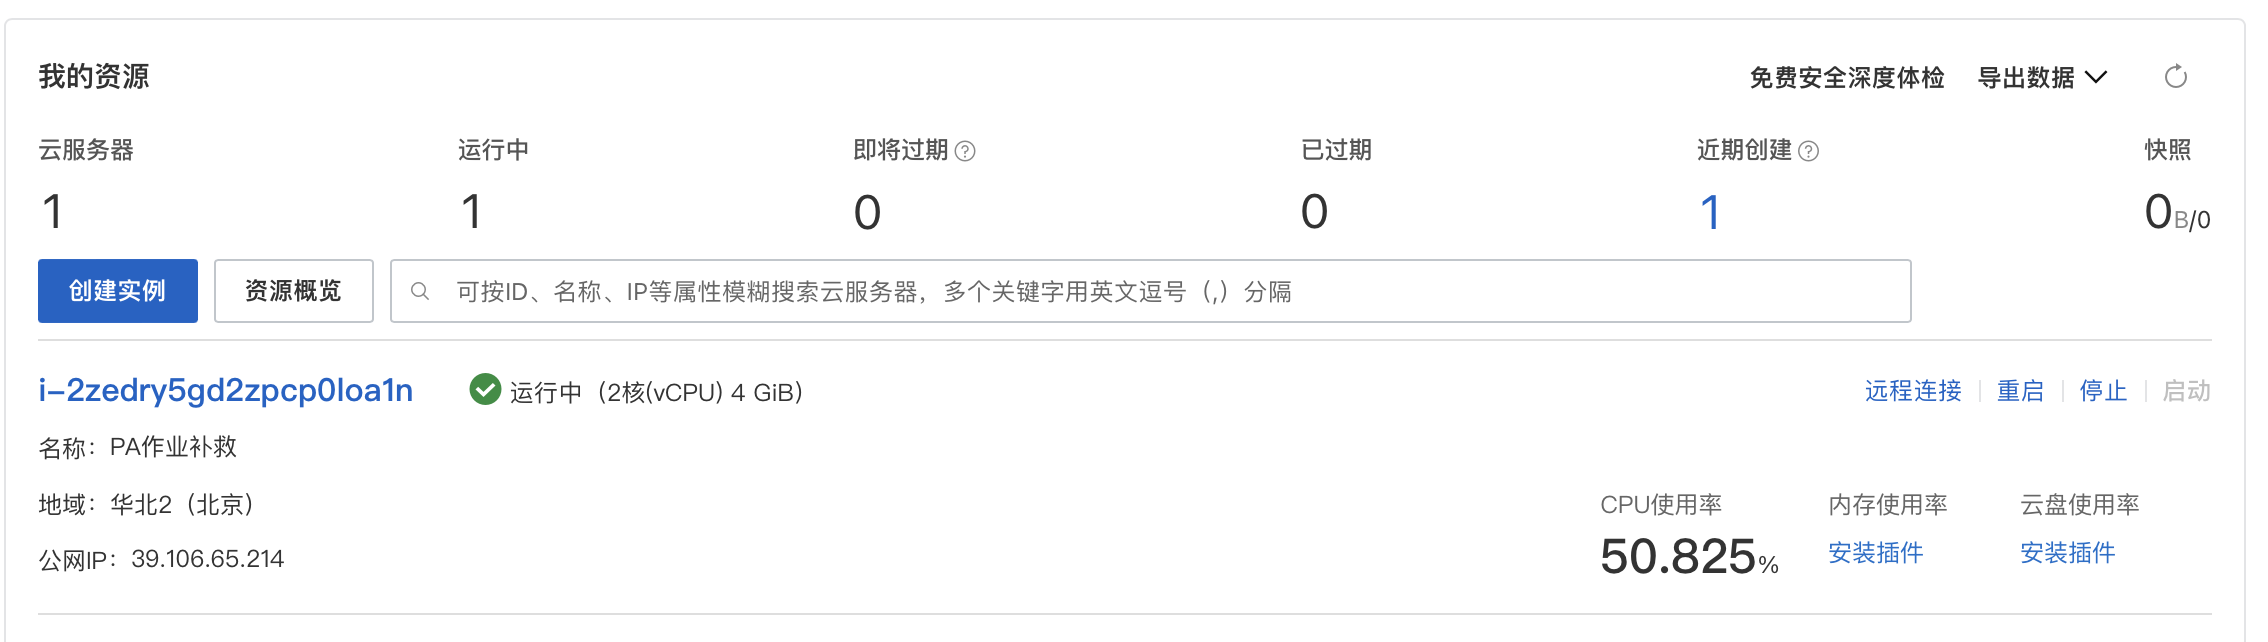 我的资源
免费安全深度体检 导出数据
云服务器 运行中 即将过期 ? 已过期 近期创建 ? 快照
1 1 0 0 1 0B/0
创建实例 资源概览 可按ID、名称、IP等属性模糊搜索云服务器，多个关键字用英文逗号（,）分隔
i-2zedry5gd2zpcp0loa1n 运行中（2核(vCPU) 4 GiB） 远程连接 重启 停止 启动
名称：PA作业补救
地域：华北2（北京） CPU使用率 内存使用率 云盘使用率
公网IP：39.106.65.214 50.825% 安装插件 安装插件